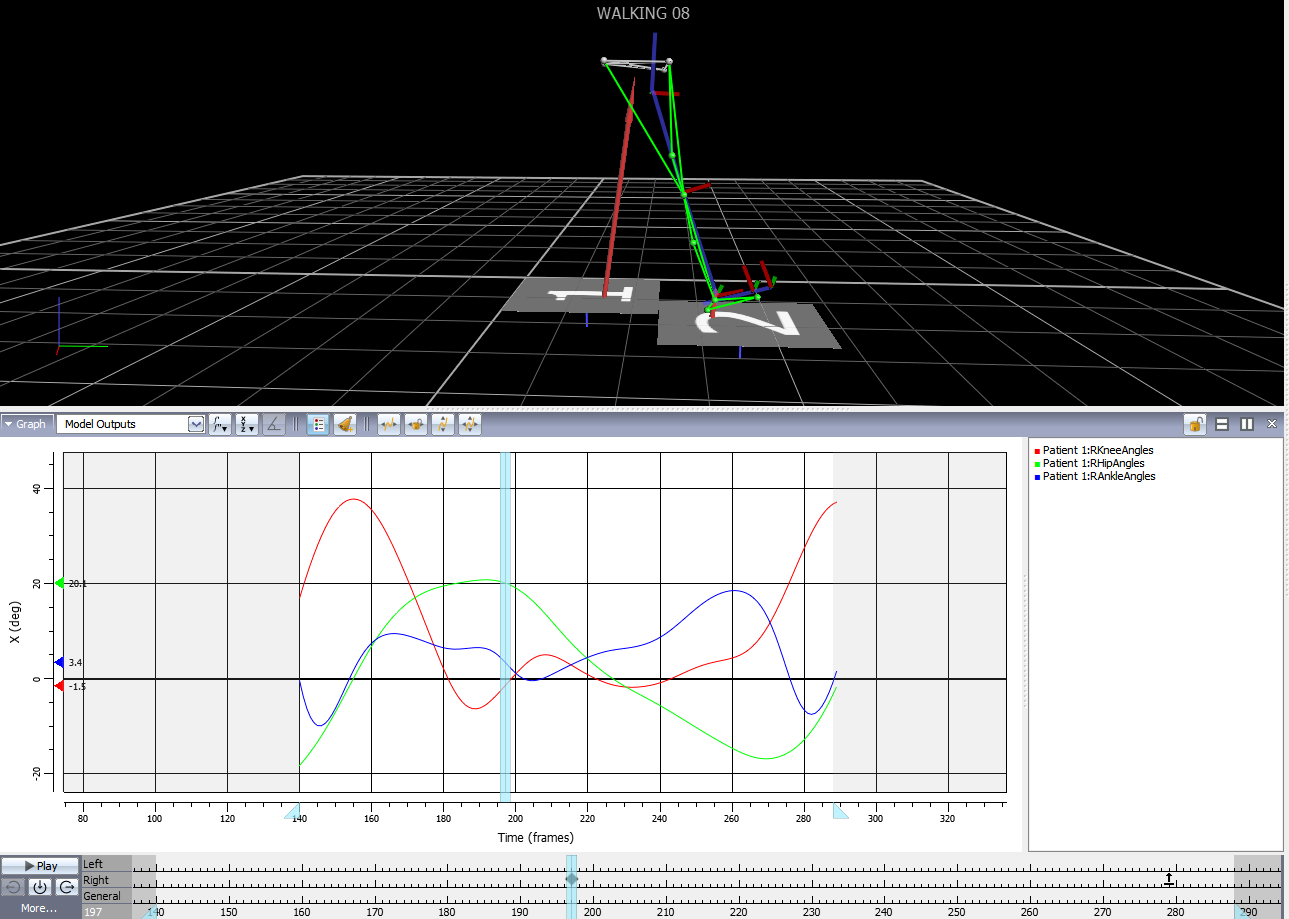 WALKING 08
1
2
Graph Model Outputs
Patient 1:RKneeAngles
Patient 1:RHipAngles
Patient 1:RAnkleAngles
40
20
0
-20
X (deg)
20.1
3.4
-1.5
80 100 120 140 160 180 200 220 240 260 280 300 320
Time (frames)
Play
Left
Right
General
More...
197 140 150 160 170 180 190 200 210 220 230 240 250 260 270 280 290